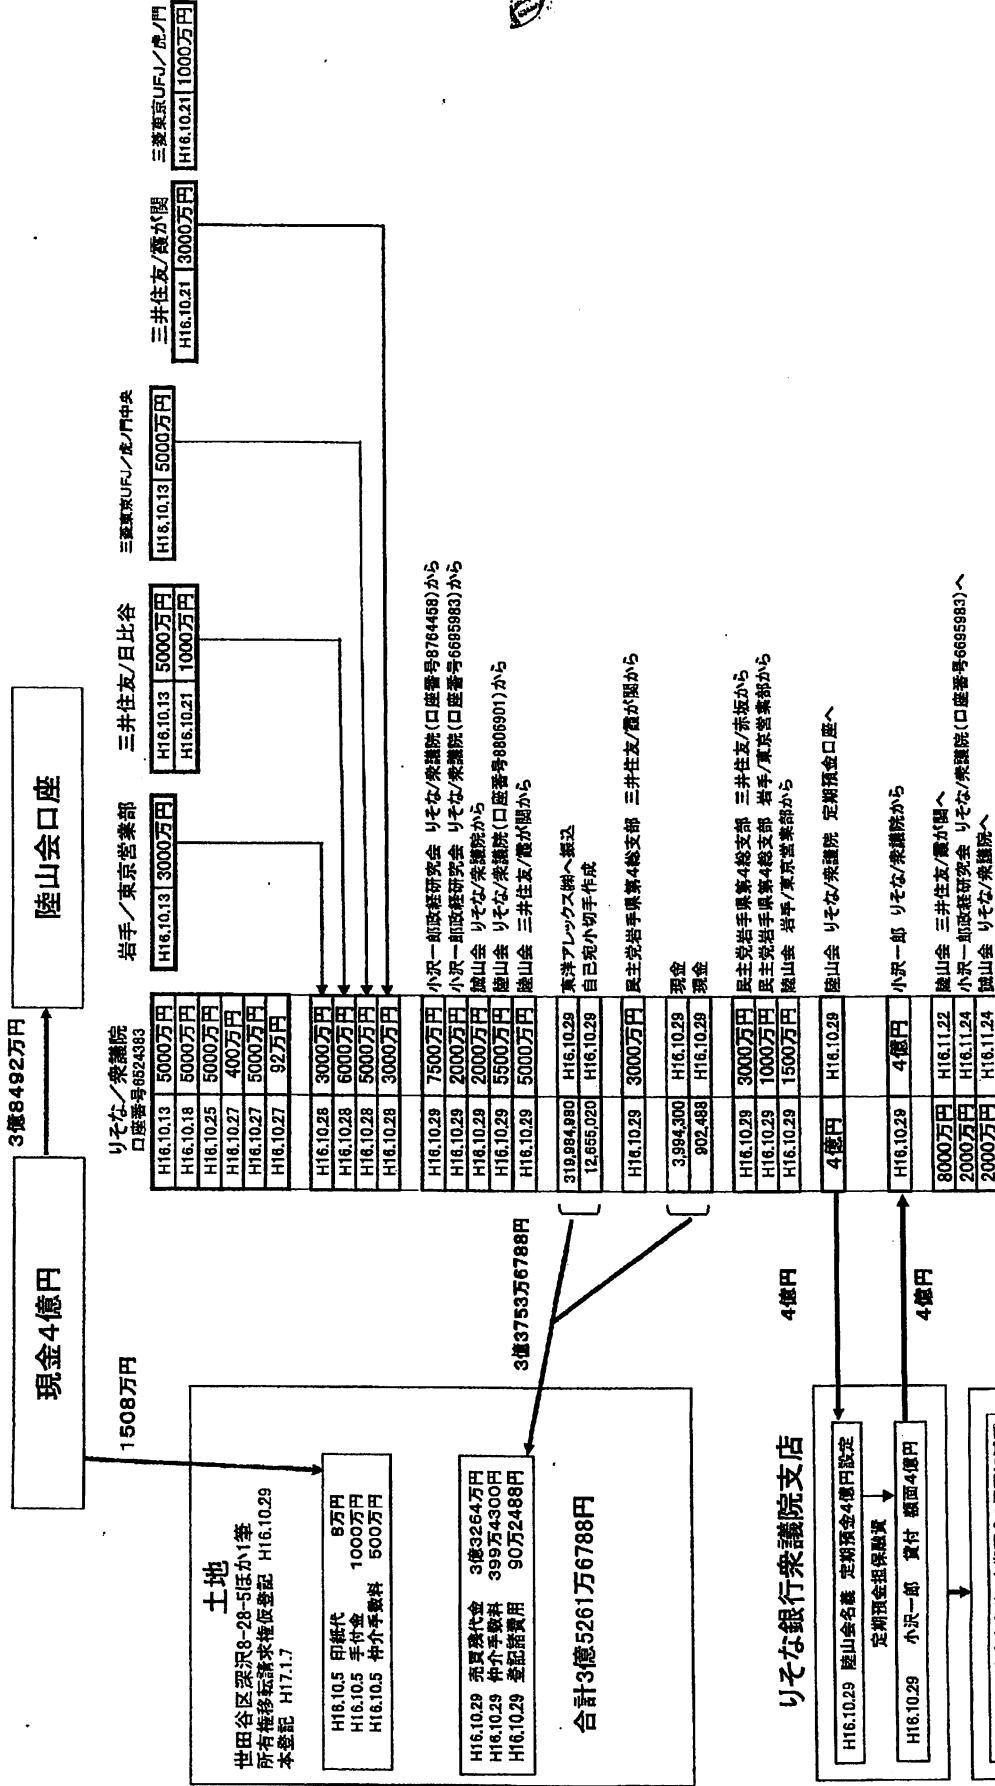 現金4億円
3億8492万円
陸山会口座
1508万円
土地
世田谷区深沢8-28-5ほか1筆
所有権移転請求権仮登記 H16.10.29
本登記 H17.1.7
H16.10.5 印紙代 8万円
H16.10.5 手付金 1000万円
H16.10.5 仲介手数料 500万円
H16.10.29 売買残代金 3億3264万円
H16.10.29 仲介手数料 399万4300円
H16.10.29 登記諸費用 90万2488円
合計3億5261万6788円
3億3753万6788円
りそな/衆議院
口座番号6524383
H16.10.13 5000万円
H16.10.18 5000万円
H16.10.25 5000万円
H16.10.27 400万円
H16.10.27 5000万円
H16.10.27 92万円
H16.10.28 3000万円
H16.10.28 6000万円
H16.10.28 5000万円
H16.10.28 3000万円
岩手/東京営業部
H16.10.13 3000万円
三井住友/日比谷
H16.10.13 5000万円
H16.10.21 1000万円
三菱東京UFJ/虎ノ門中央
H16.10.13 5000万円
三井住友/霞が関
H16.10.21 3000万円
三菱東京UFJ/虎ノ門
H16.10.21 1000万円
H16.10.29 7500万円 小沢一郎政経研究会 りそな/衆議院(口座番号8764458)から
H16.10.29 2000万円 小沢一郎政経研究会 りそな/衆議院(口座番号6695983)から
H16.10.29 2000万円 誠山会 りそな/衆議院から
H16.10.29 5500万円 陸山会 りそな/衆議院(口座番号8806901)から
H16.10.29 5000万円 陸山会 三井住友/霞が関から
319,984,980 H16.10.29 東洋アレックス㈱へ振込
12,655,020 H16.10.29 自己宛小切手作成
H16.10.29 3000万円 民主党岩手県第4総支部 三井住友/霞が関から
3,994,300 H16.10.29 現金
902,488 H16.10.29 現金
H16.10.29 3000万円 民主党岩手県第4総支部 三井住友/赤坂から
H16.10.29 1000万円 民主党岩手県第4総支部 岩手/東京営業部から
H16.10.29 1500万円 陸山会 岩手/東京営業部から
4億円 H16.10.29 陸山会 りそな/衆議院 定期預金口座へ
H16.10.29 4億円 小沢一郎 りそな/衆議院から
8000万円 H16.11.22 陸山会 三井住友/霞が関へ
2000万円 H16.11.24 小沢一郎政経研究会 りそな/衆議院(口座番号6695983)へ
2000万円 H16.11.24 誠山会 りそな/衆議院へ
りそな銀行衆議院支店
4億円
H16.10.29 陸山会名義 定期預金4億円設定
定期預金担保融資
H16.10.29 小沢一郎 貸付 額面4億円
4億円